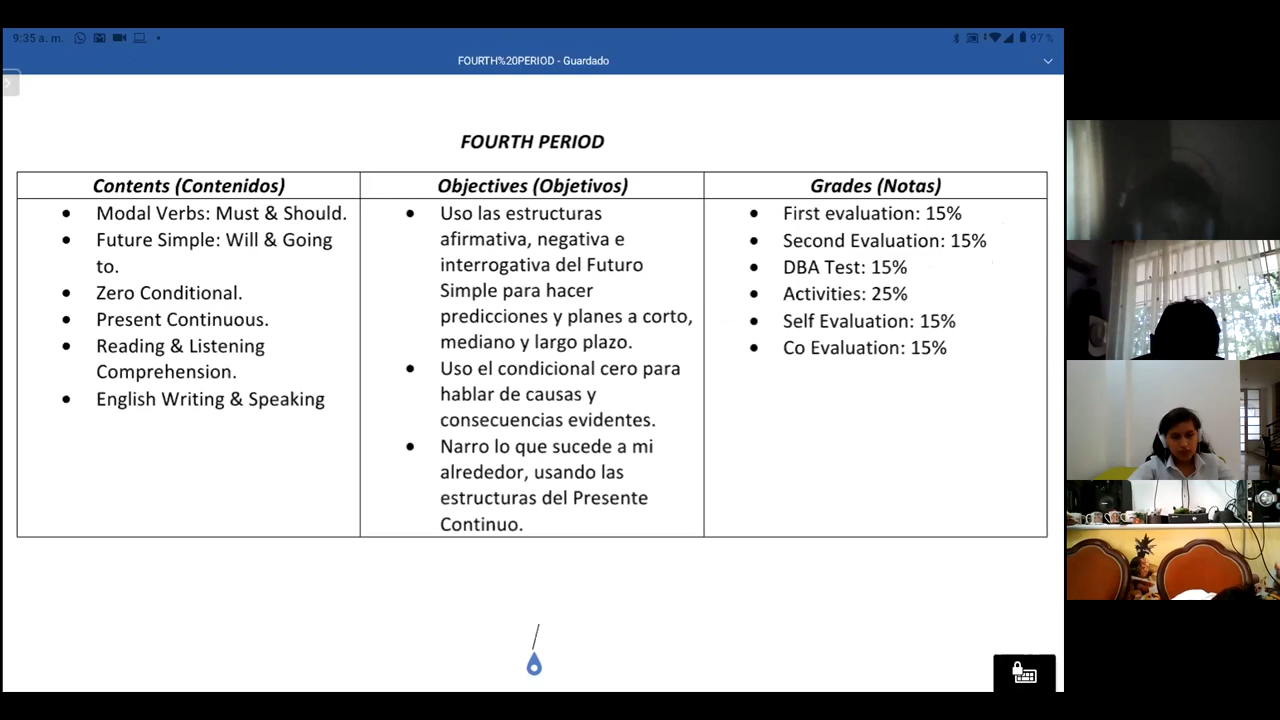 9:35 a. m.
97 %
FOURTH%20PERIOD - Guardado
FOURTH PERIOD
Contents (Contenidos)
Modal Verbs: Must & Should.
Future Simple: Will & Going
to.
Zero Conditional.
Present Continuous.
Reading & Listening
Comprehension.
English Writing & Speaking
Objectives (Objetivos)
Uso las estructuras
afirmativa, negativa e
interrogativa del Futuro
Simple para hacer
predicciones y planes a corto,
mediano y largo plazo.
Uso el condicional cero para
hablar de causas y
consecuencias evidentes.
Narro lo que sucede a mi
alrededor, usando las
estructuras del Presente
Continuo.
Grades (Notas)
First evaluation: 15%
Second Evaluation: 15%
DBA Test: 15%
Activities: 25%
Self Evaluation: 15%
Co Evaluation: 15%